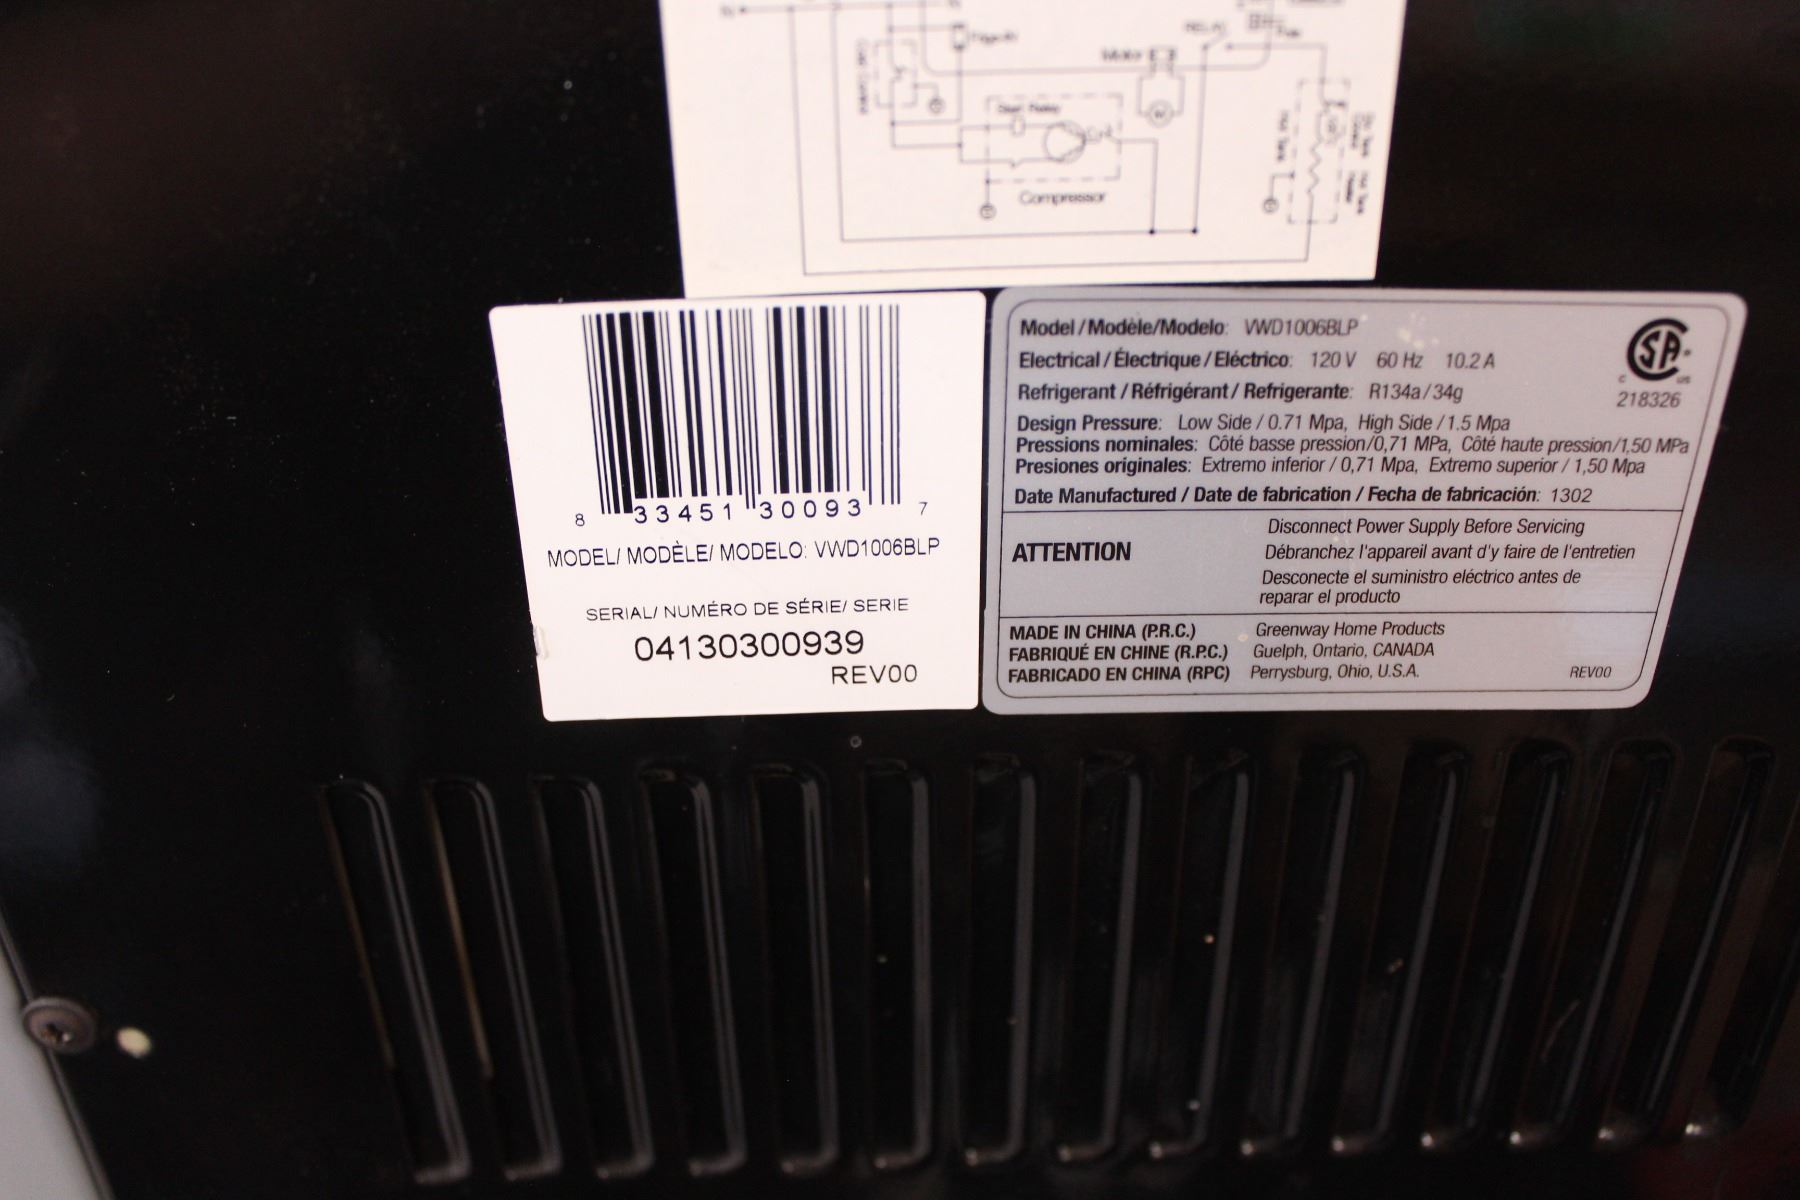 Motor
RELAY
Start Relay
Compressor
8 33451 30093 7
MODEL/ MODÈLE/ MODELO: VWD1006BLP
SERIAL/ NUMÉRO DE SÉRIE/ SERIE
04130300939
REV00
Model / Modèle/Modelo: VWD1006BLP
Electrical / Électrique / Eléctrico: 120 V 60 Hz 10.2 A
Refrigerant / Réfrigérant / Refrigerante: R134a / 34g
Design Pressure: Low Side / 0.71 Mpa, High Side / 1.5 Mpa
Pressions nominales: Côté basse pression/0,71 MPa, Côté haute pression/1,50 MPa
Presiones originales: Extremo inferior / 0,71 Mpa, Extremo superior / 1,50 Mpa
Date Manufactured / Date de fabrication / Fecha de fabricación: 1302
SA
C US
218326
ATTENTION
Disconnect Power Supply Before Servicing
Débranchez l'appareil avant d'y faire de l'entretien
Desconecte el suministro eléctrico antes de
reparar el producto
MADE IN CHINA (P.R.C.) Greenway Home Products
FABRIQUÉ EN CHINE (R.P.C.) Guelph, Ontario, CANADA
FABRICADO EN CHINA (RPC) Perrysburg, Ohio, U.S.A.
REV00